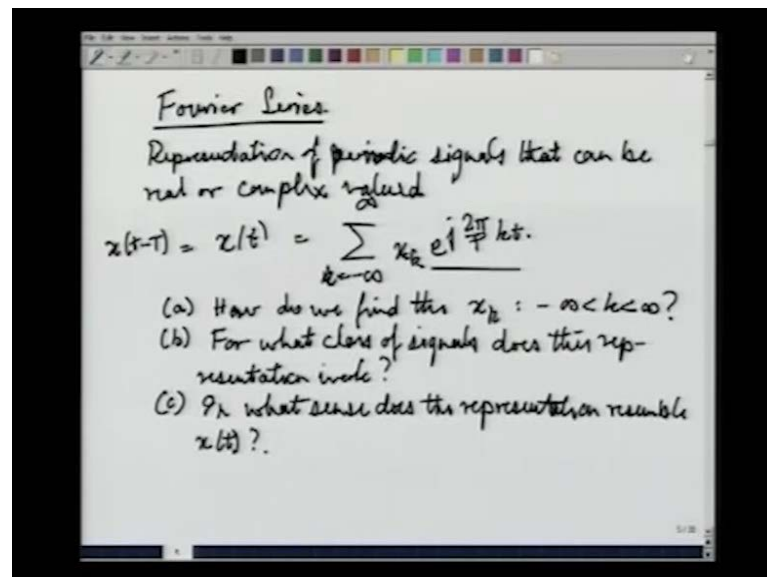 Fourier Series.
Representation of periodic signals that can be
real or complex valued
x(t-T) = x(t) = ∑_{k=-∞}^{∞} x_k e^{j 2π/T kt}.
(a) How do we find the x_k : -∞<k<∞?
(b) For what class of signals does this rep-
resentation work?
(c) In what sense does the representation resemble
x(t)?.